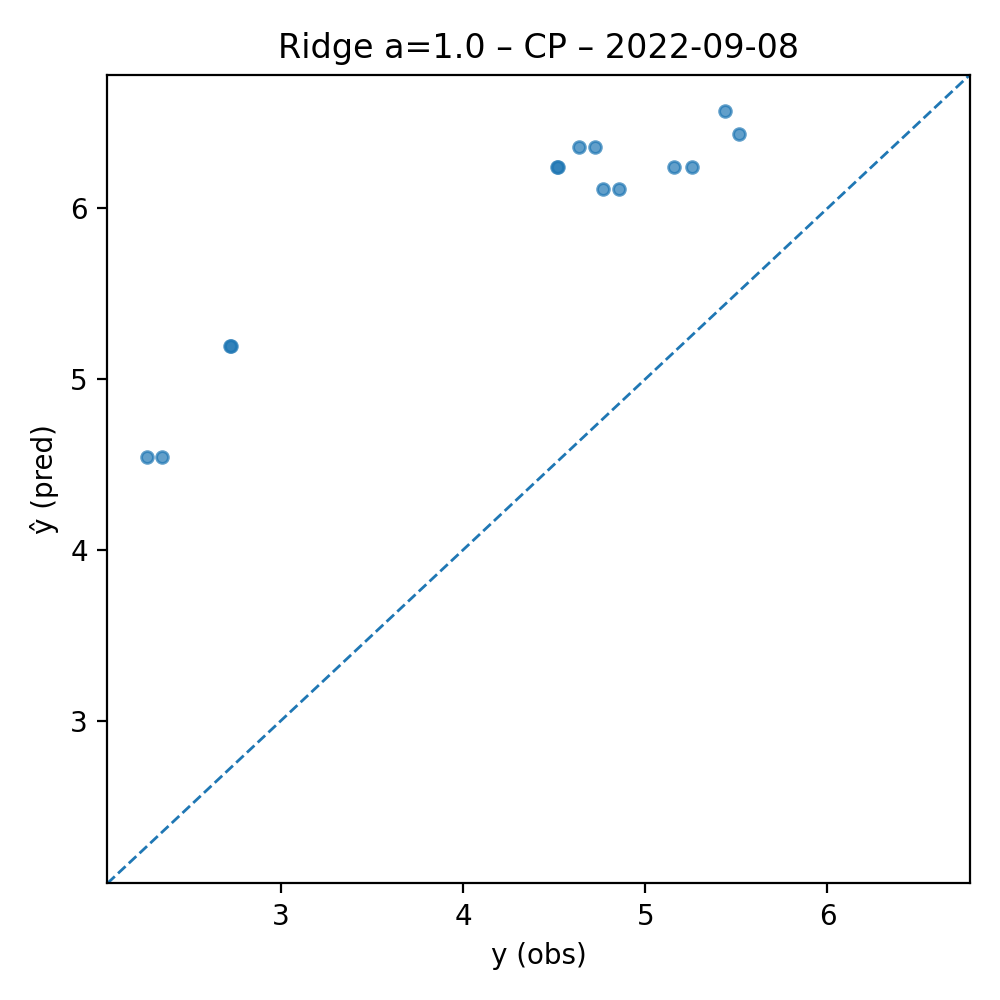 Ridge a=1.0 – CP – 2022-09-08
6
5
4
3
ŷ (pred)
3 4 5 6
y (obs)